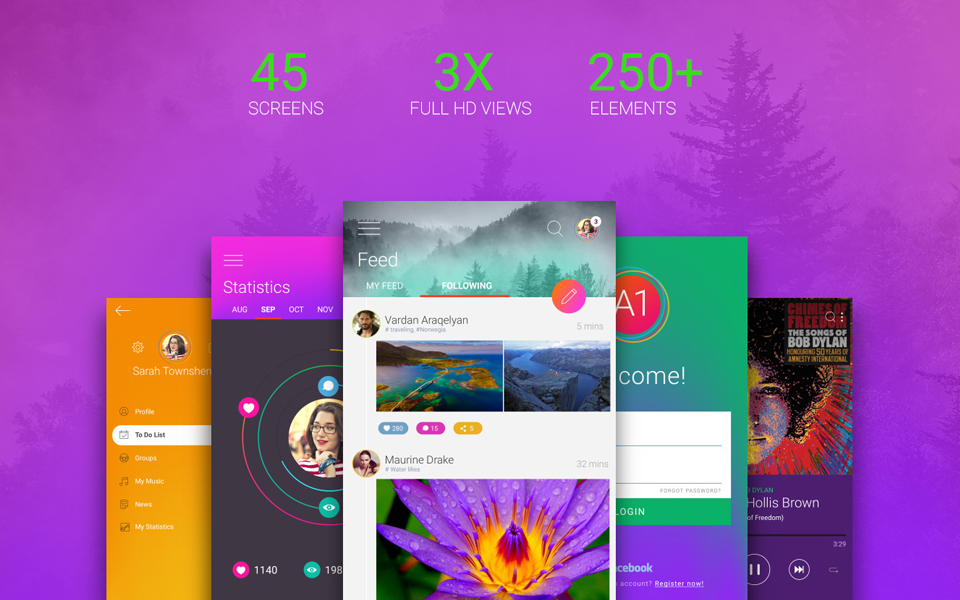 45
SCREENS
3X
FULL HD VIEWS
250+
ELEMENTS
Sarah Townshen
Profile
To Do List
Groups
My Music
News
My Statistics
Statistics
AUG SEP OCT NOV
1140
198
3
Feed
MY FEED FOLLOWING
Vardan Araqelyan
# traveling, #Norwegia
5 mins
280
15
5
Maurine Drake
# Water lilies
32 mins
A1
come!
FORGOT PASSWORD?
LOGIN
cebook
account? Register now!
CRIMES OF
FREEDOM
THE SONGS OF
BOB DYLAN
HONOURING 50 YEARS OF
AMNESTY INTERNATIONAL
DYLAN
Hollis Brown
of Freedom)
3:29